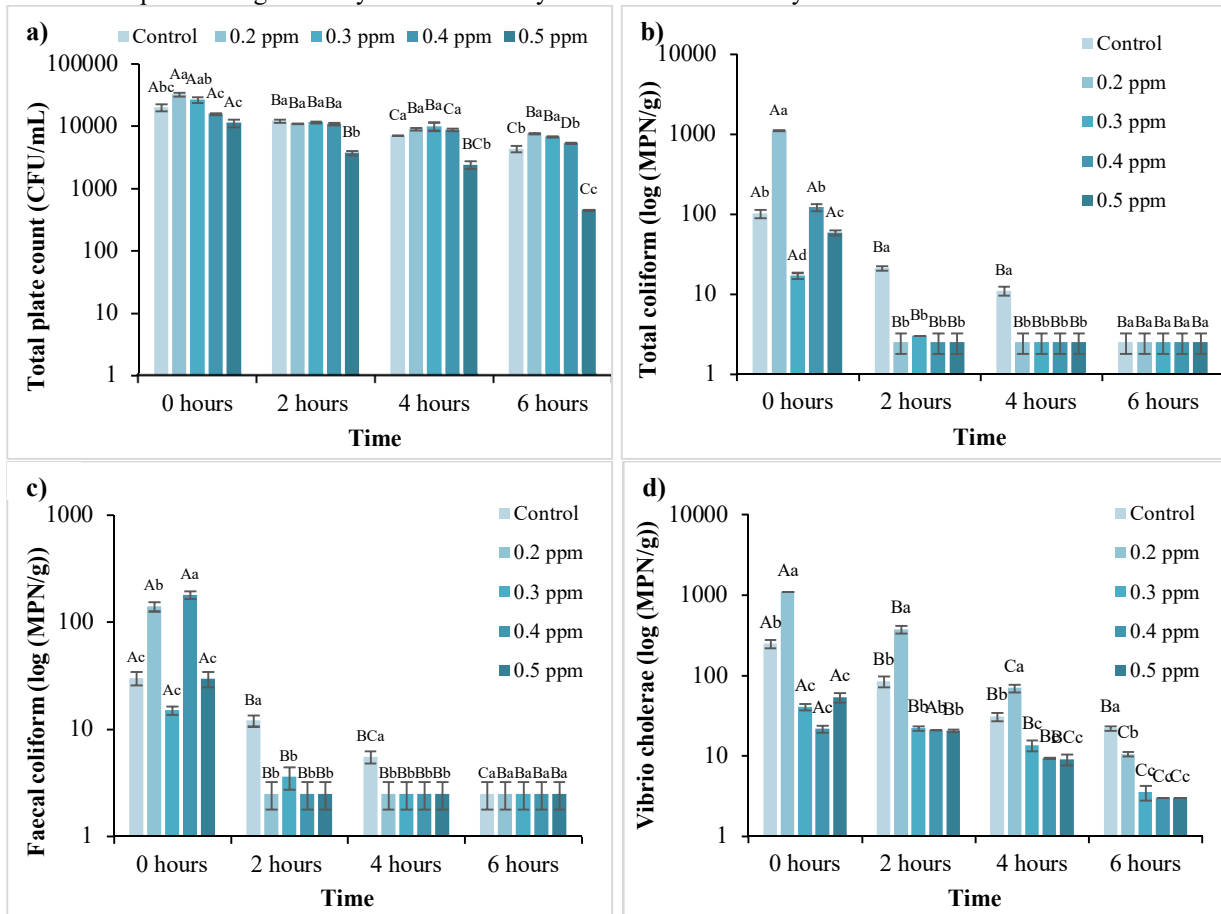 a)
Control 0.2 ppm 0.3 ppm 0.4 ppm 0.5 ppm
Total plate count (CFU/mL)
100000
10000
1000
100
10
1
Abc Aa Aab Ac Ac
Ba Ba Ba Ba Bb
Ca Ba Ba Ca BCb
Cb Ba Ba Db Cc
0 hours 2 hours 4 hours 6 hours
Time
b)
Control
0.2 ppm
0.3 ppm
0.4 ppm
0.5 ppm
Total coliform (log (MPN/g))
10000
1000
100
10
1
Ab Aa Ad Ab Ac
Ba Bb Bb Bb Bb
Ba Bb Bb Bb Bb
Ba Ba Ba Ba Ba
0 hours 2 hours 4 hours 6 hours
Time
c)
Control
0.2 ppm
0.3 ppm
0.4 ppm
0.5 ppm
Faecal coliform (log (MPN/g))
1000
100
10
1
Ac Ab Ac Aa Ac
Ba Bb Bb Bb Bb
BCa Bb Bb Bb Bb
Ca Ba Ba Ba Ba
0 hours 2 hours 4 hours 6 hours
Time
d)
Control
0.2 ppm
0.3 ppm
0.4 ppm
0.5 ppm
Vibrio cholerae (log (MPN/g))
10000
1000
100
10
1
Ab Aa Ac Ac Ac
Bb Ba Bb Ab Bb
Bb Ca Bc Bc BCc
Ba Cb Cc Cc Cc
0 hours 2 hours 4 hours 6 hours
Time